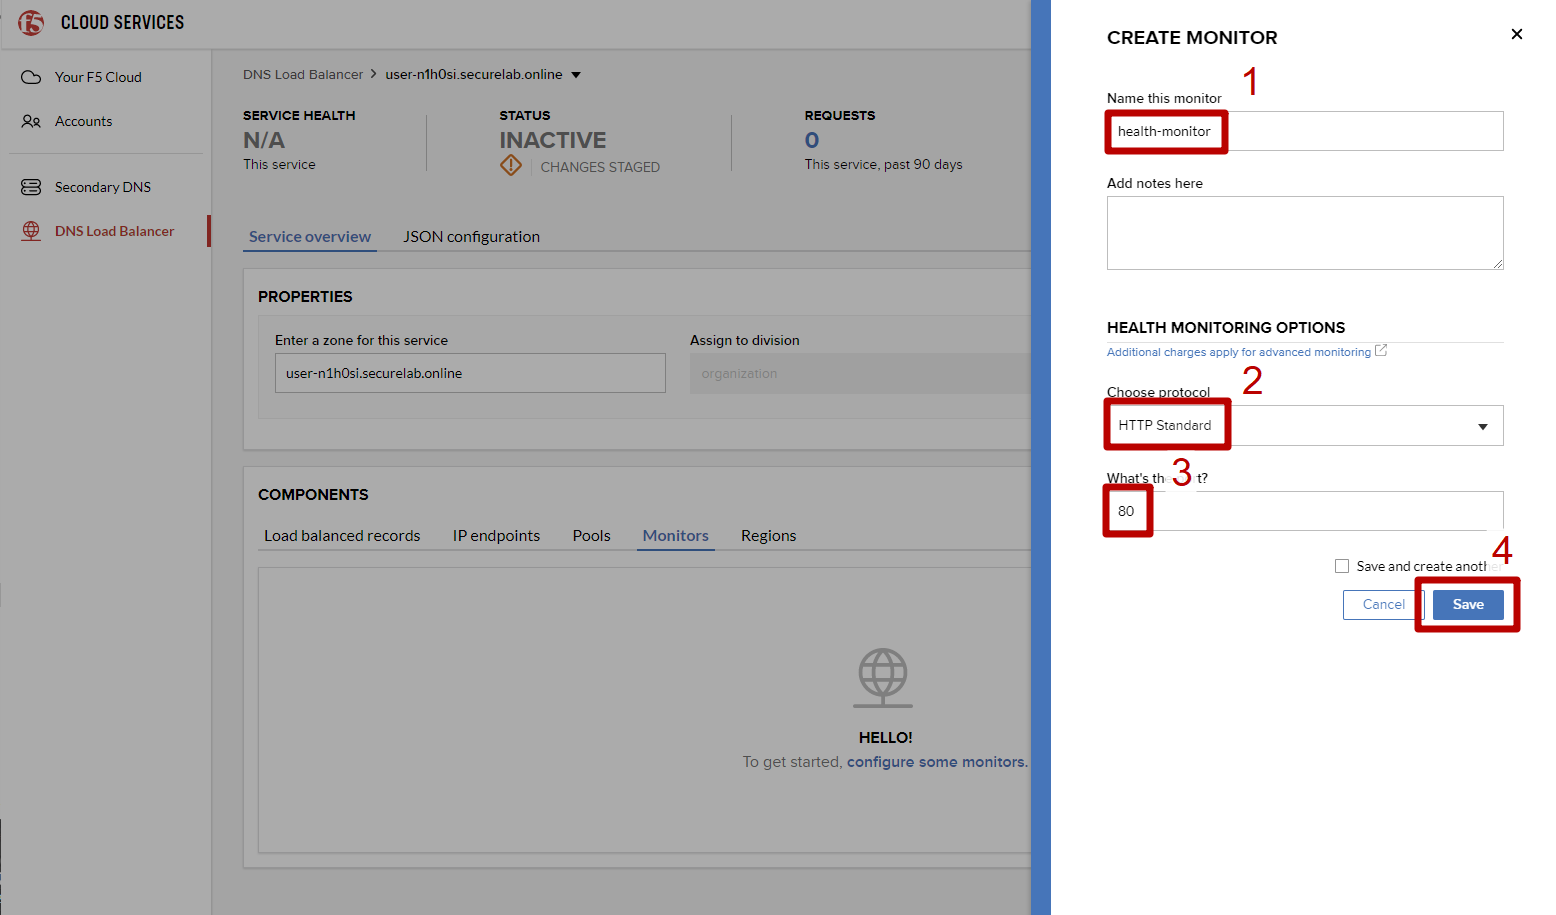 f5 CLOUD SERVICES
Your F5 Cloud
Accounts
Secondary DNS
DNS Load Balancer
DNS Load Balancer > user-n1h0si.securelab.online
SERVICE HEALTH
N/A
This service
STATUS
INACTIVE
CHANGES STAGED
REQUESTS
0
This service, past 90 days
Service overview JSON configuration
PROPERTIES
Enter a zone for this service
user-n1h0si.securelab.online
Assign to division
organization
COMPONENTS
Load balanced records IP endpoints Pools Monitors Regions
HELLO!
To get started, configure some monitors.
CREATE MONITOR
1
Name this monitor
health-monitor
Add notes here
HEALTH MONITORING OPTIONS
Additional charges apply for advanced monitoring
2
Choose protocol
HTTP Standard
3
What's the
80
4
Save and create
Cancel Save